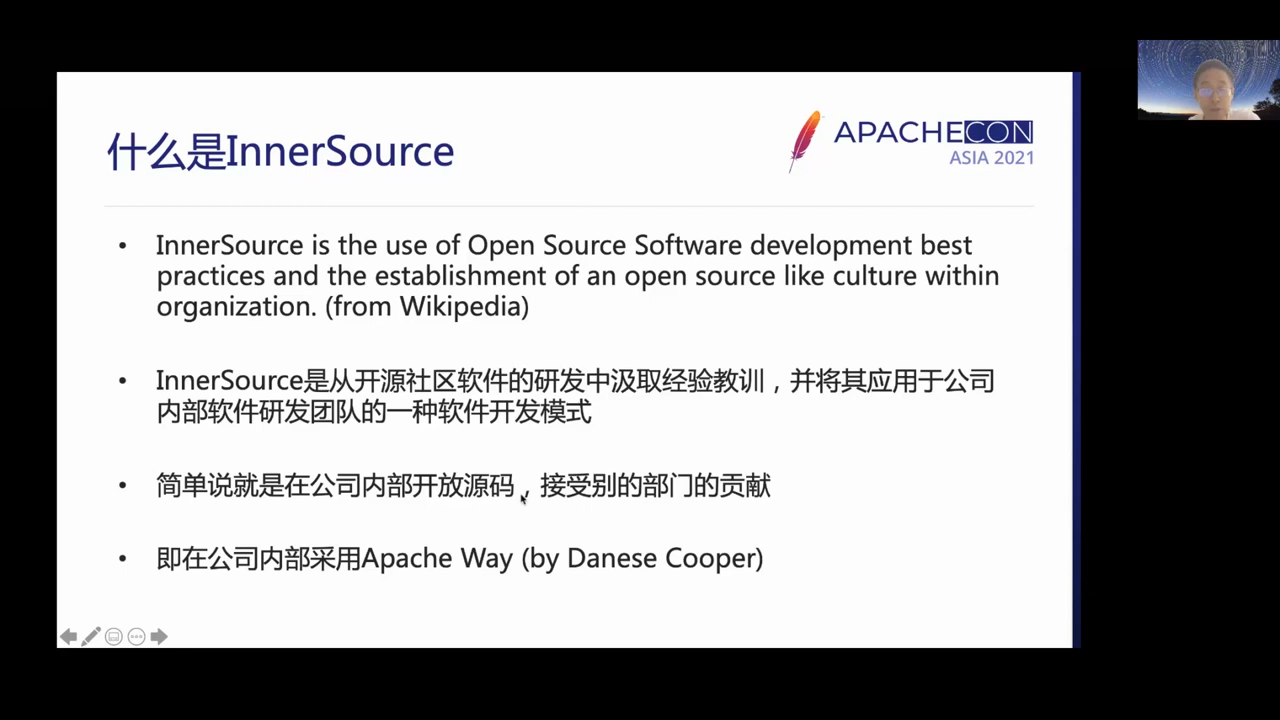 什么是InnerSource
APACHECON
ASIA 2021
• InnerSource is the use of Open Source Software development best
practices and the establishment of an open source like culture within
organization. (from Wikipedia)
• InnerSource是从开源社区软件的研发中汲取经验教训，并将其应用于公司
内部软件研发团队的一种软件开发模式
• 简单说就是在公司内部开放源码，接受别的部门的贡献
• 即在公司内部采用Apache Way (by Danese Cooper)